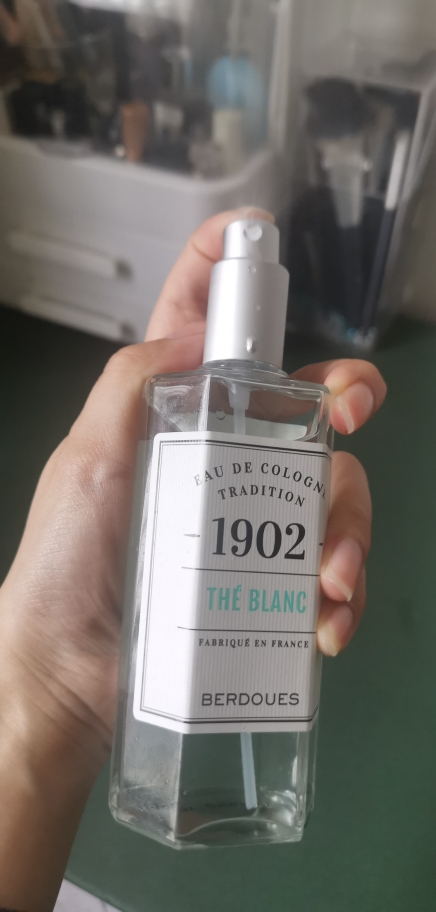 EAU DE COLOGNE
TRADITION
1902
THÉ BLANC
FABRIQUÉ EN FRANCE
BERDOUES